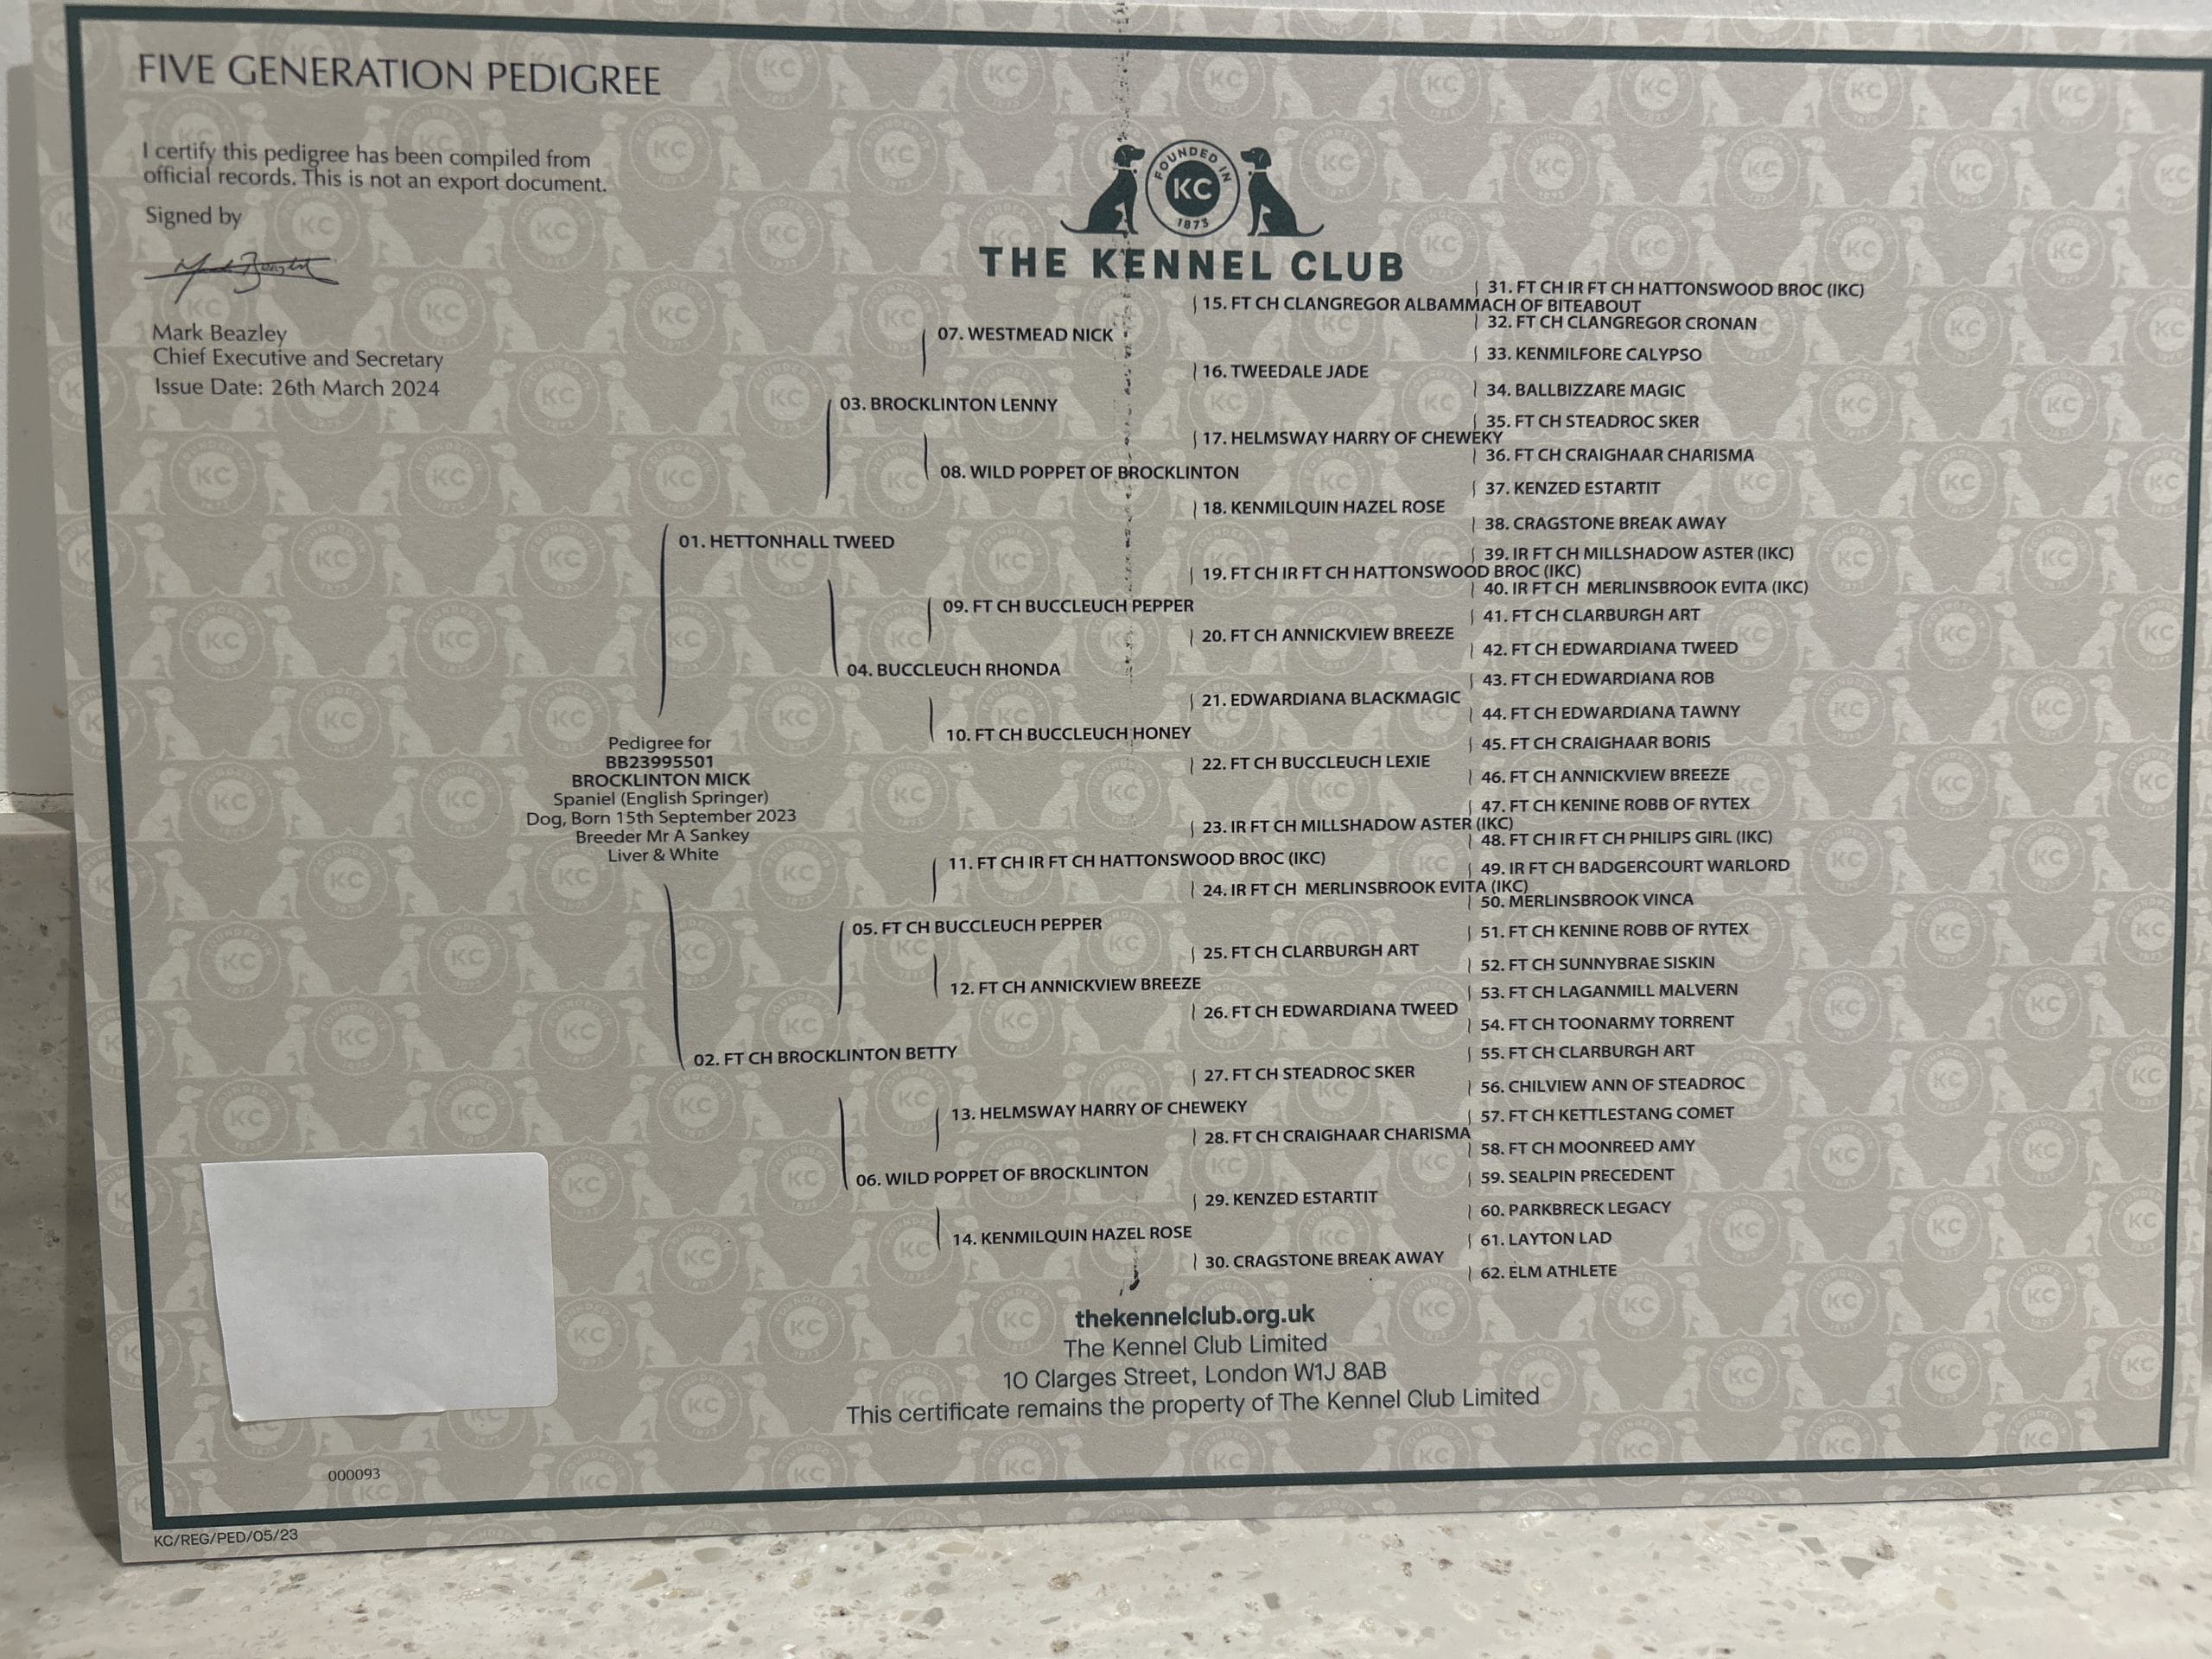 FIVE GENERATION PEDIGREE
I certify this pedigree has been compiled from
official records. This is not an export document.
Signed by
Mark Beazley
Chief Executive and Secretary
Issue Date: 26th March 2024
FOUNDED IN
KC
1873
THE KENNEL CLUB
Pedigree for
BB23995501
BROCKLINTON MICK
Spaniel (English Springer)
Dog, Born 15th September 2023
Breeder Mr A Sankey
Liver & White
01. HETTONHALL TWEED
02. FT CH BROCKLINTON BETTY
03. BROCKLINTON LENNY
04. BUCCLEUCH RHONDA
05. FT CH BUCCLEUCH PEPPER
06. WILD POPPET OF BROCKLINTON
07. WESTMEAD NICK
08. WILD POPPET OF BROCKLINTON
09. FT CH BUCCLEUCH PEPPER
10. FT CH BUCCLEUCH HONEY
11. FT CH IR FT CH HATTONSWOOD BROC (IKC)
12. FT CH ANNICKVIEW BREEZE
13. HELMSWAY HARRY OF CHEWEKY
14. KENMILQUIN HAZEL ROSE
15. FT CH CLANGREGOR ALBAMMACH OF BITEABOUT
16. TWEEDALE JADE
17. HELMSWAY HARRY OF CHEWEKY
18. KENMILQUIN HAZEL ROSE
19. FT CH IR FT CH HATTONSWOOD BROC (IKC)
20. FT CH ANNICKVIEW BREEZE
21. EDWARDIANA BLACKMAGIC
22. FT CH BUCCLEUCH LEXIE
23. IR FT CH MILLSHADOW ASTER (IKC)
24. IR FT CH MERLINSBROOK EVITA (IKC)
25. FT CH CLARBURGH ART
26. FT CH EDWARDIANA TWEED
27. FT CH STEADROC SKER
28. FT CH CRAIGHAAR CHARISMA
29. KENZED ESTARTIT
30. CRAGSTONE BREAK AWAY
31. FT CH IR FT CH HATTONSWOOD BROC (IKC)
32. FT CH CLANGREGOR CRONAN
33. KENMILFORE CALYPSO
34. BALLBIZZARE MAGIC
35. FT CH STEADROC SKER
36. FT CH CRAIGHAAR CHARISMA
37. KENZED ESTARTIT
38. CRAGSTONE BREAK AWAY
39. IR FT CH MILLSHADOW ASTER (IKC)
40. IR FT CH MERLINSBROOK EVITA (IKC)
41. FT CH CLARBURGH ART
42. FT CH EDWARDIANA TWEED
43. FT CH EDWARDIANA ROB
44. FT CH EDWARDIANA TAWNY
45. FT CH CRAIGHAAR BORIS
46. FT CH ANNICKVIEW BREEZE
47. FT CH KENINE ROBB OF RYTEX
48. FT CH IR FT CH PHILIPS GIRL (IKC)
49. IR FT CH BADGERCOURT WARLORD
50. MERLINSBROOK VINCA
51. FT CH KENINE ROBB OF RYTEX
52. FT CH SUNNYBRAE SISKIN
53. FT CH LAGANMILL MALVERN
54. FT CH TOONARMY TORRENT
55. FT CH CLARBURGH ART
56. CHILVIEW ANN OF STEADROC
57. FT CH KETTLESTANG COMET
58. FT CH MOONREED AMY
59. SEALPIN PRECEDENT
60. PARKBRECK LEGACY
61. LAYTON LAD
62. ELM ATHLETE
thekennelclub.org.uk
The Kennel Club Limited
10 Clarges Street, London W1J 8AB
This certificate remains the property of The Kennel Club Limited
000093
KC/REG/PED/05/23